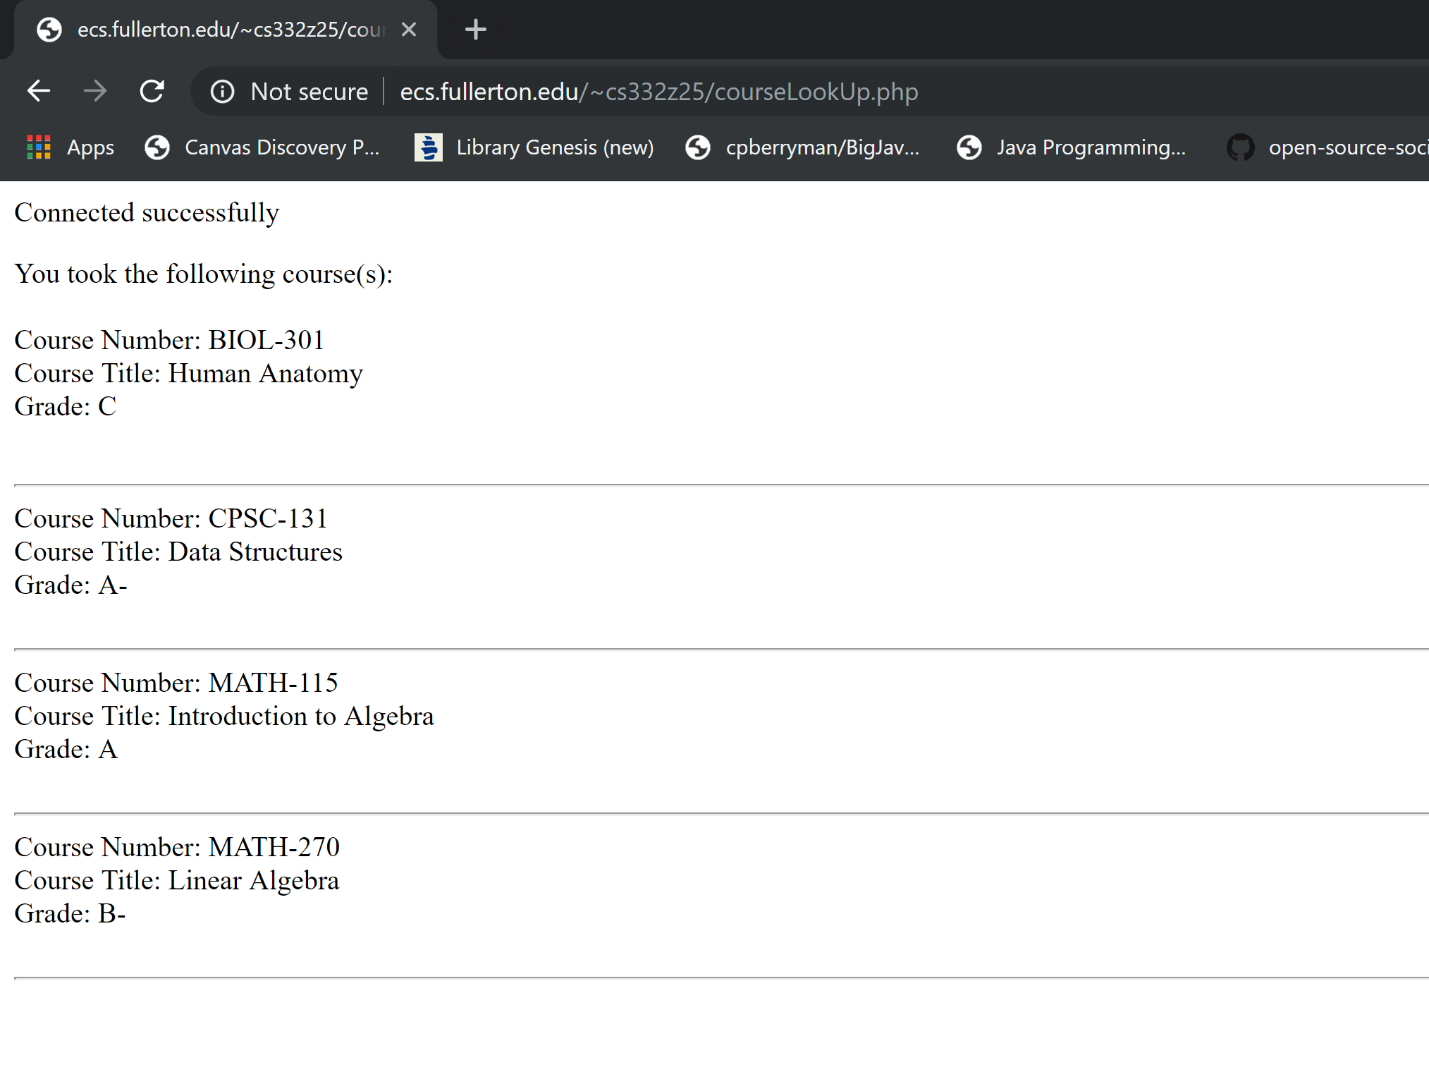 ecs.fullerton.edu/~cs332z25/cou
Not secure
ecs.fullerton.edu/~cs332z25/courseLookUp.php
Apps
Canvas Discovery P...
Library Genesis (new)
cpberryman/BigJav...
Java Programming...
open-source-soci
Connected successfully
You took the following course(s):
Course Number: BIOL-301
Course Title: Human Anatomy
Grade: C
Course Number: CPSC-131
Course Title: Data Structures
Grade: A-
Course Number: MATH-115
Course Title: Introduction to Algebra
Grade: A
Course Number: MATH-270
Course Title: Linear Algebra
Grade: B-